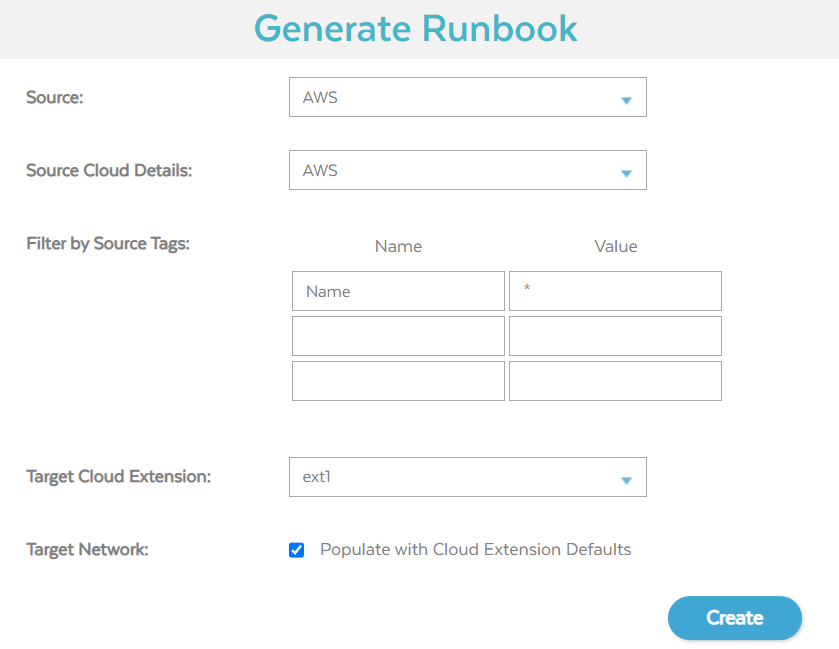 Generate Runbook
Source: AWS
Source Cloud Details: AWS
Filter by Source Tags: Name Value
Name *
Target Cloud Extension: ext1
Target Network: Populate with Cloud Extension Defaults
Create